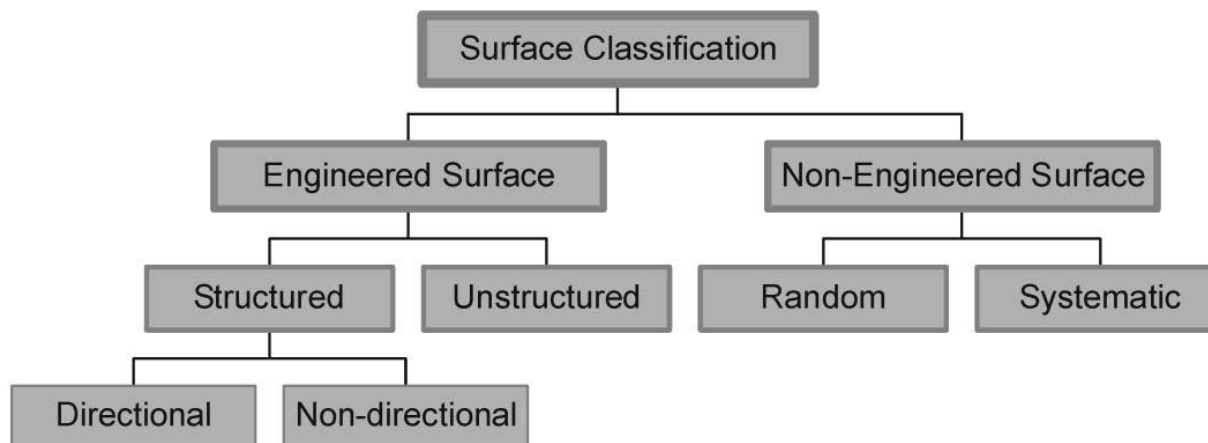 Surface Classification
Engineered Surface
Non-Engineered Surface
Structured
Unstructured
Random
Systematic
Directional
Non-directional